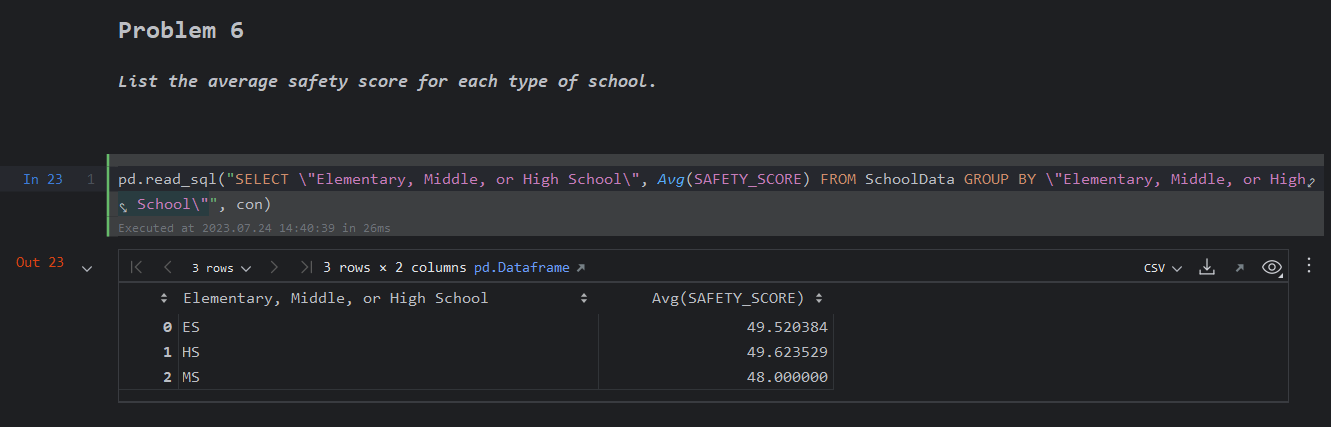 Problem 6
List the average safety score for each type of school.
In 23 1 pd.read_sql("SELECT \"Elementary, Middle, or High School\", Avg(SAFETY_SCORE) FROM SchoolData GROUP BY \"Elementary, Middle, or High
School\"", con)
Executed at 2023.07.24 14:40:39 in 26ms
Out 23 3 rows 3 rows × 2 columns pd.Dataframe CSV
Elementary, Middle, or High School Avg(SAFETY_SCORE)
0 ES 49.520384
1 HS 49.623529
2 MS 48.000000